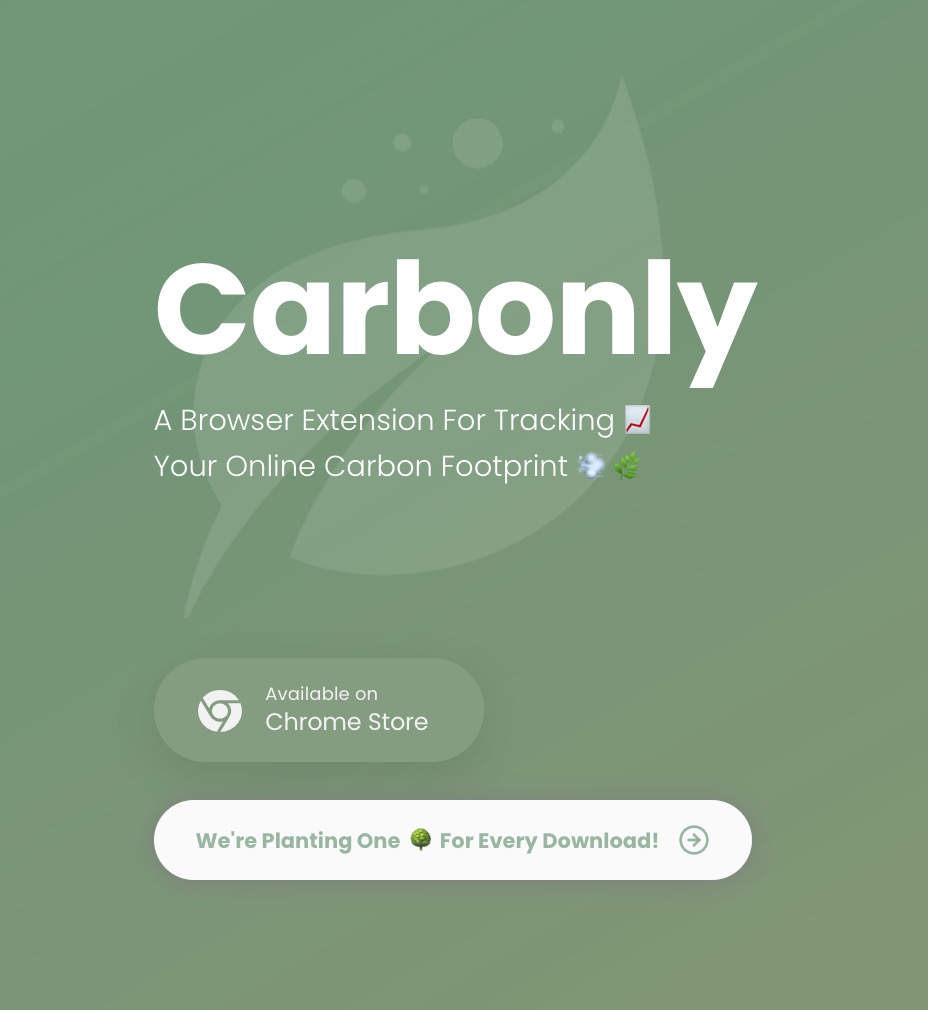 Carbonly
A Browser Extension For Tracking 📈
Your Online Carbon Footprint 💨🌿
Available on
Chrome Store
We're Planting One 🌳 For Every Download!